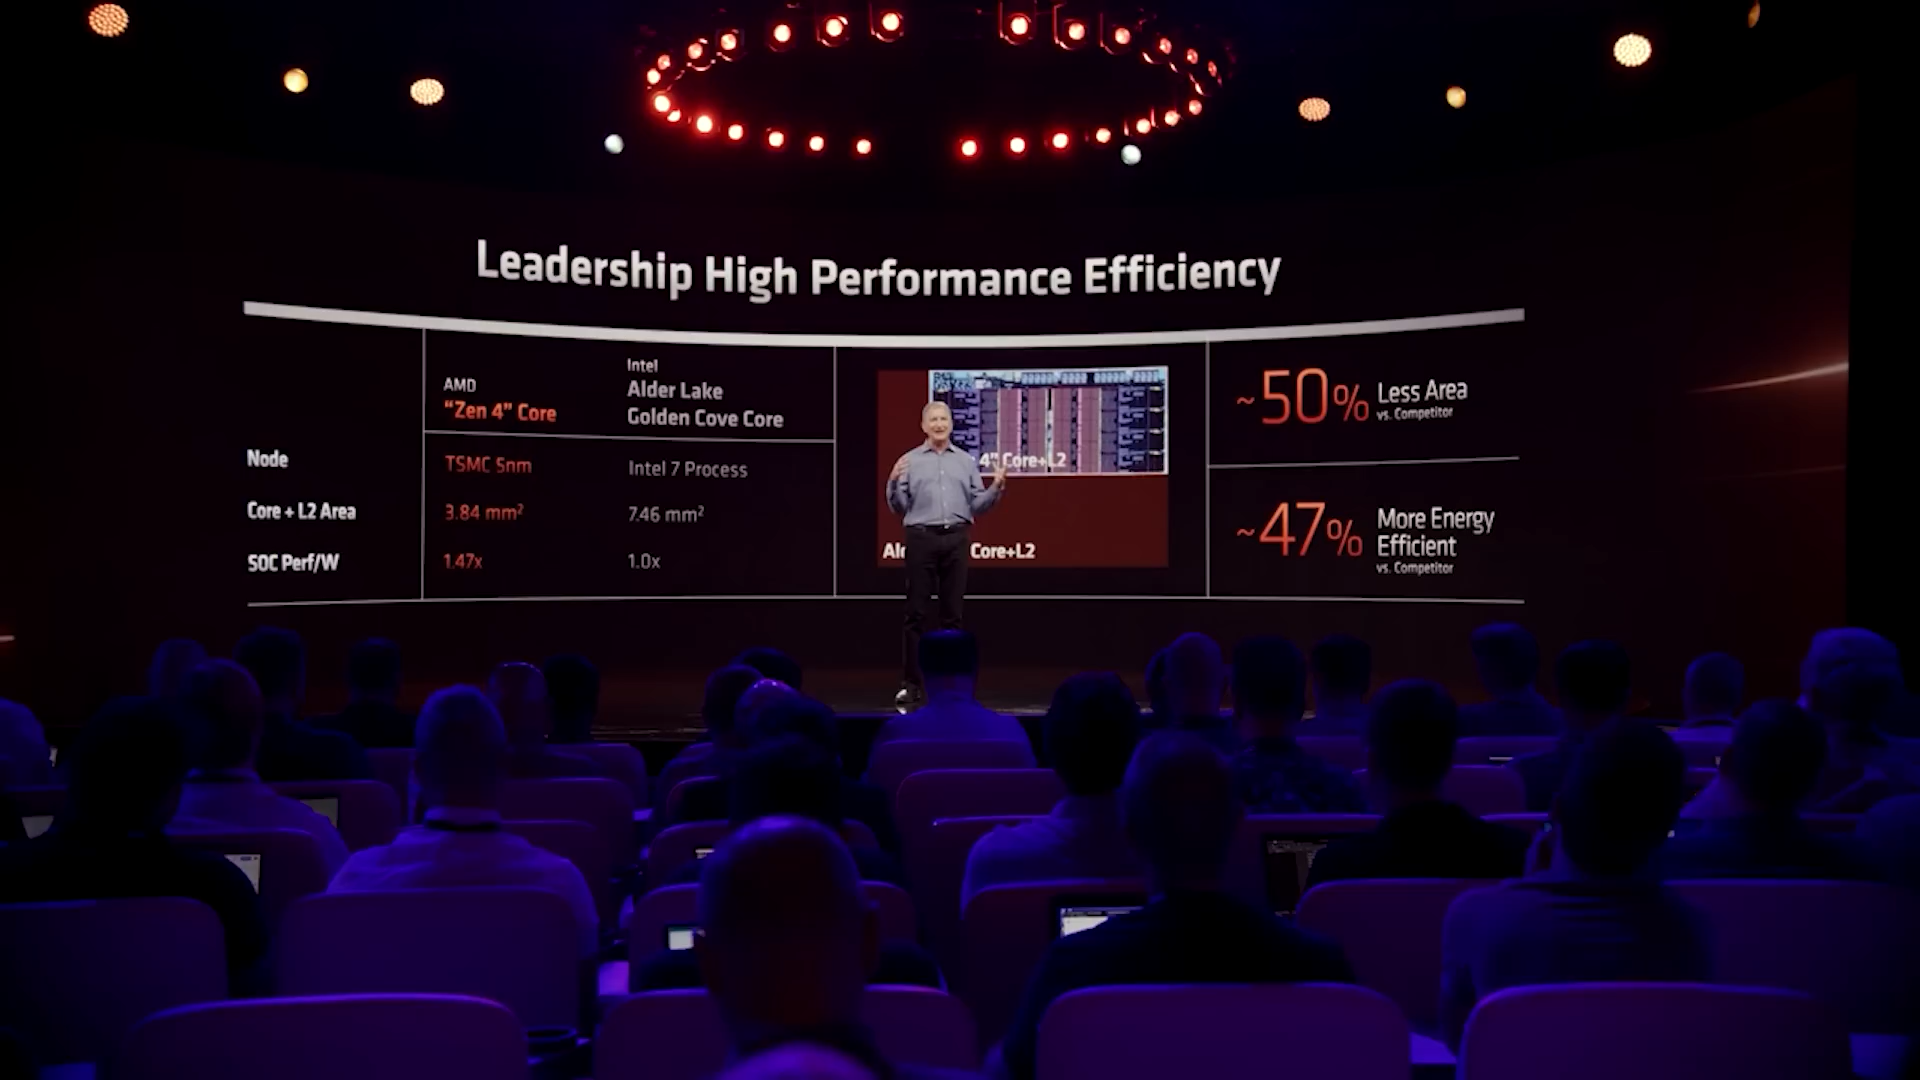 Leadership High Performance Efficiency
AMD
“Zen 4” Core
Intel
Alder Lake
Golden Cove Core
Node
TSMC 5nm
Intel 7 Process
Core + L2 Area
3.84 mm²
7.46 mm²
SOC Perf/W
1.47x
1.0x
4” Core+L2
Core+L2
~50% Less Area
vs. Competitor
~47% More Energy
Efficient
vs. Competitor